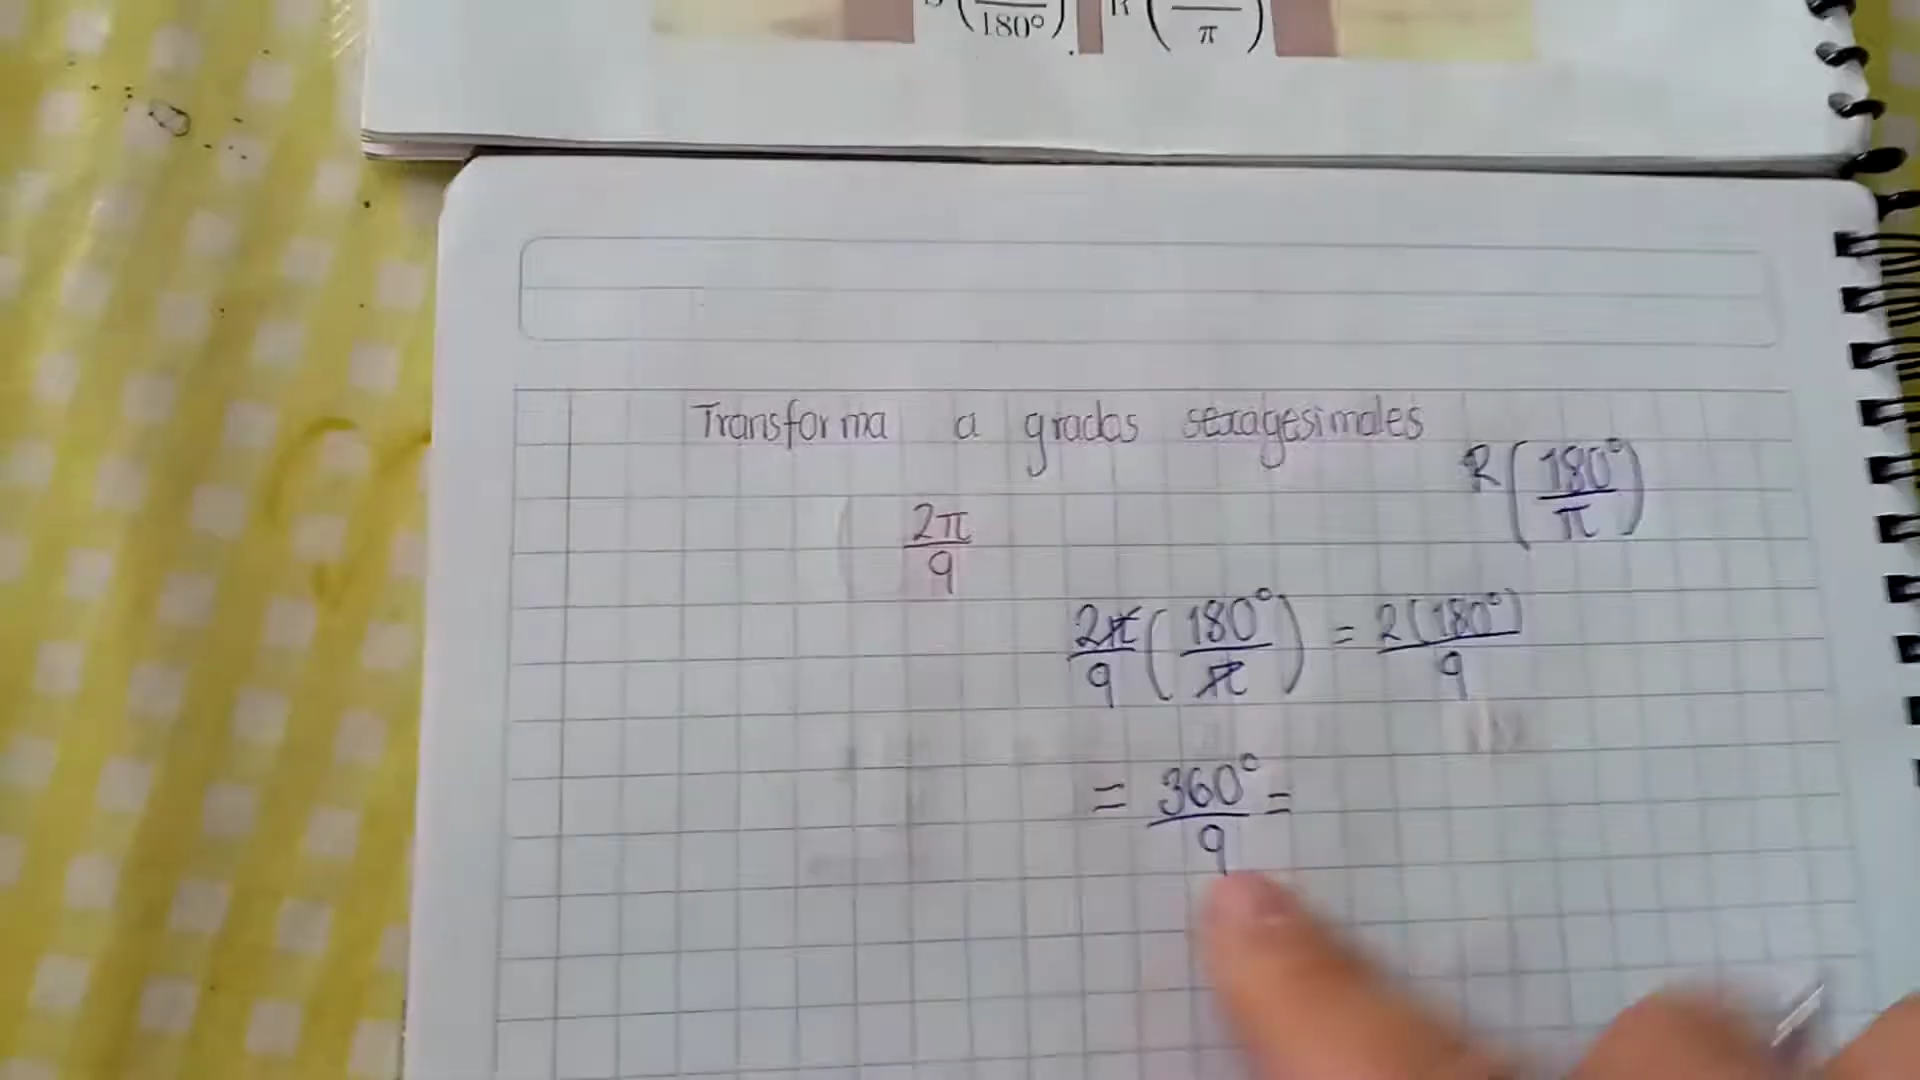 180° π
Transforma a grados sexagesimales
R(180°/π)
2π/9
2π/9 (180°/π) = 2(180°)/9
= 360°/9 =